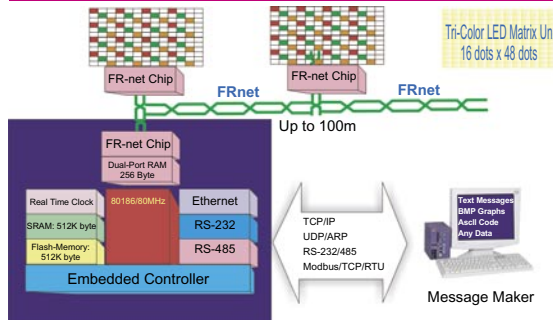 Tri-Color LED Matrix Un
16 dots x 48 dots
FR-net Chip
FR-net Chip
FRnet
FRnet
Up to 100m
FR-net Chip
Dual-Port RAM
256 Byte
Real Time Clock
80186/80MHz
Ethernet
SRAM: 512K byte
RS-232
Flash-Memory:
512K byte
RS-485
Embedded Controller
TCP/IP
UDP/ARP
RS-232/485
Modbus/TCP/RTU
Text Messages
BMP Graphs
Ascll Code
Any Data
Message Maker